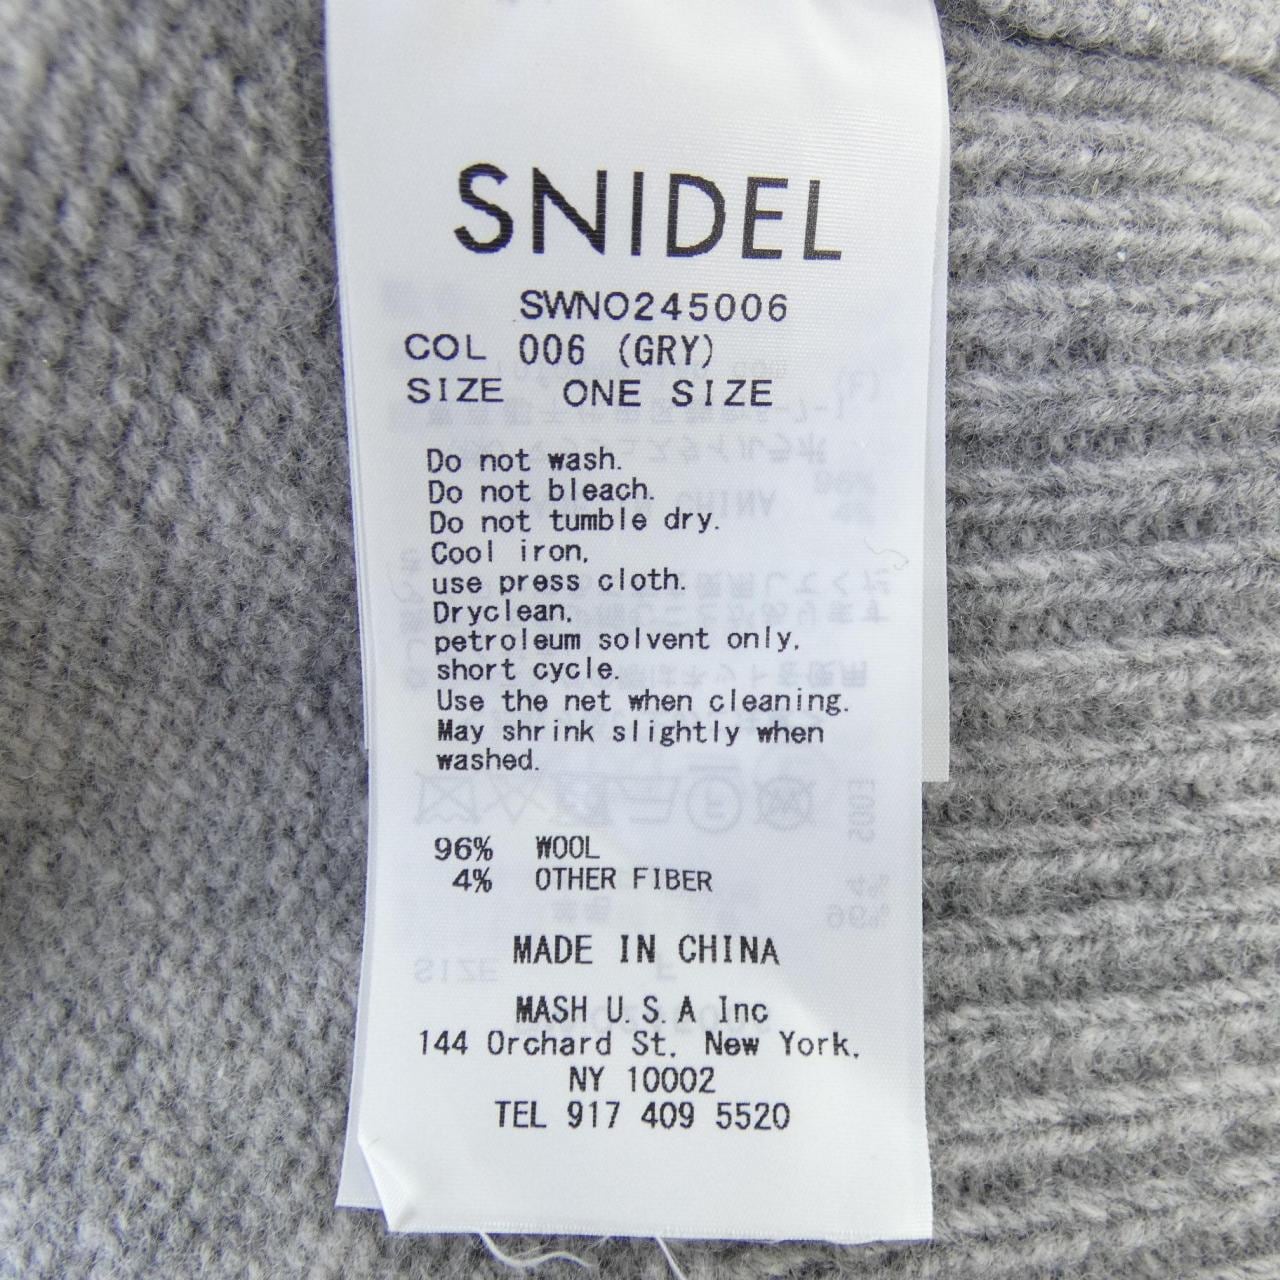 SNIDEL
SWNO245006
COL 006 (GRY)
SIZE ONE SIZE
Do not wash.
Do not bleach.
Do not tumble dry.
Cool iron,
use press cloth.
Dryclean,
petroleum solvent only,
short cycle.
Use the net when cleaning.
May shrink slightly when
washed.
96% WOOL
4% OTHER FIBER
MADE IN CHINA
MASH U.S.A Inc
144 Orchard St. New York.
NY 10002
TEL 917 409 5520